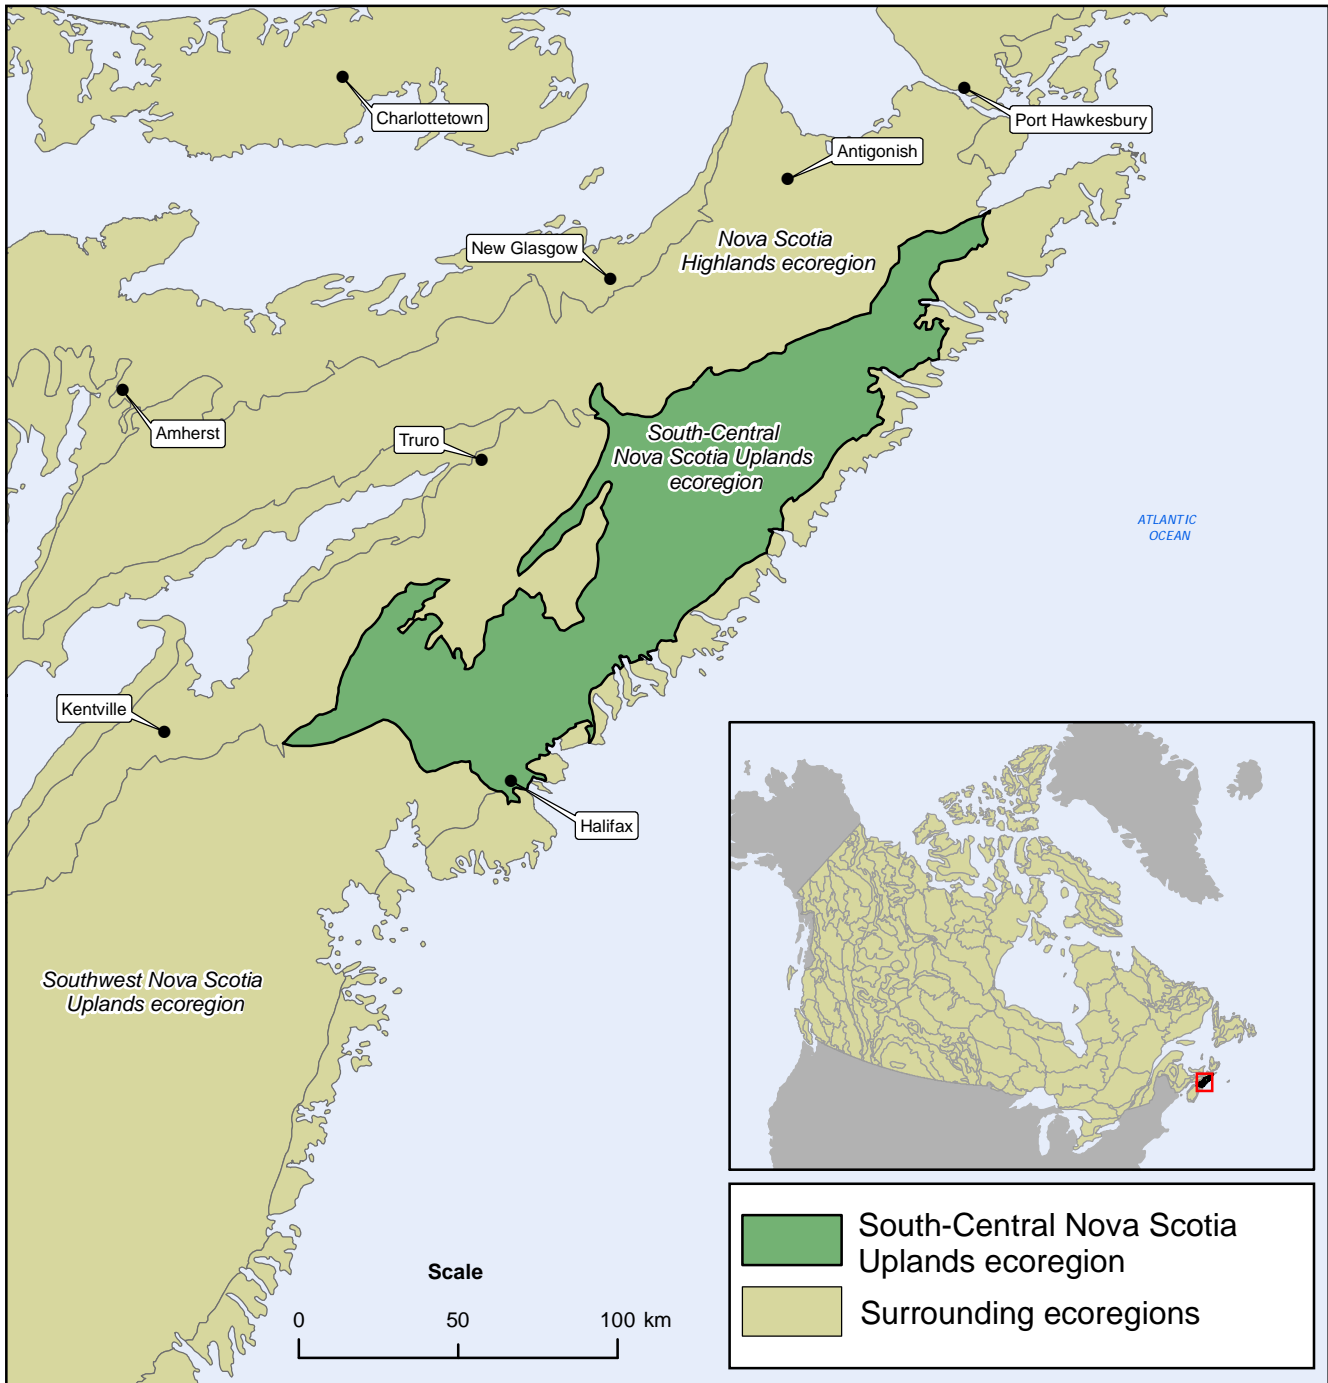 Charlottetown
Port Hawkesbury
Antigonish
New Glasgow
Nova Scotia
Highlands ecoregion
Amherst
Truro
South-Central
Nova Scotia Uplands
ecoregion
ATLANTIC
OCEAN
Kentville
Halifax
Southwest Nova Scotia
Uplands ecoregion
South-Central Nova Scotia
Uplands ecoregion
Surrounding ecoregions
Scale
0 50 100 km